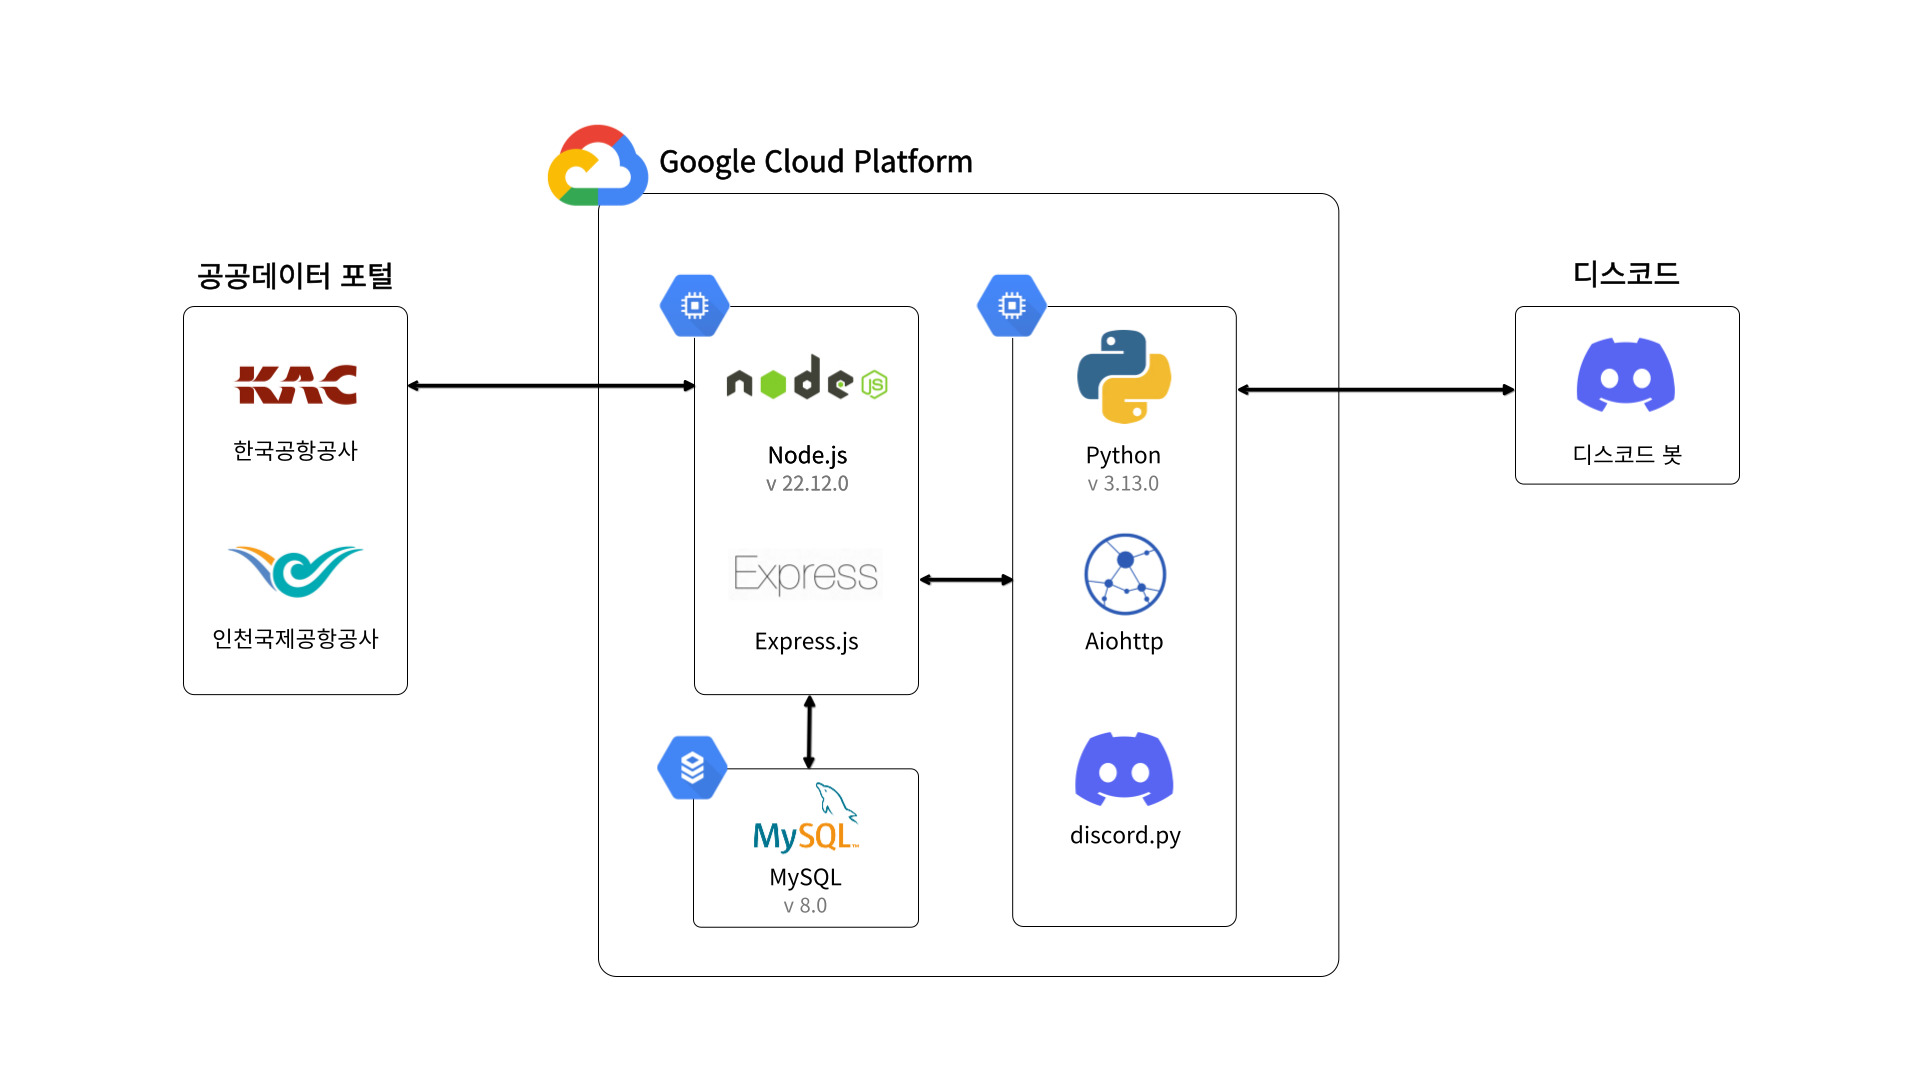 Google Cloud Platform
공공데이터 포털
KAC
한국공항공사
인천국제공항공사
node
JS
Node.js
v 22.12.0
Express
Express.js
MySQL™
MySQL
v 8.0
Python
v 3.13.0
Aiohttp
discord.py
디스코드
디스코드 봇